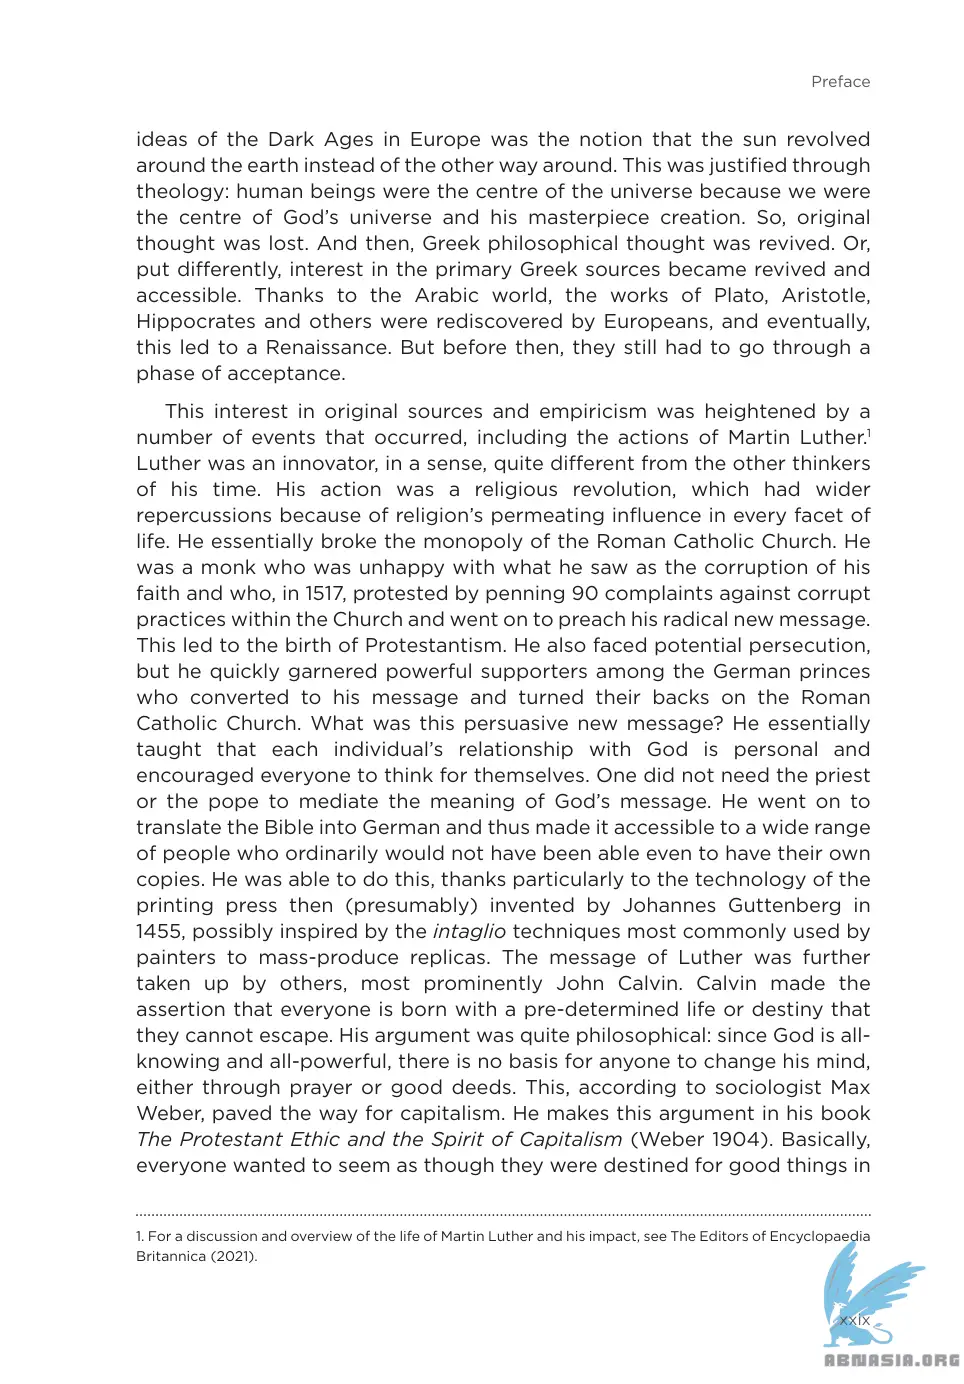 Preface
ideas of the Dark Ages in Europe was the notion that the sun revolved
around the earth instead of the other way around. This was justified through
theology: human beings were the centre of the universe because we were
the centre of God’s universe and his masterpiece creation. So, original
thought was lost. And then, Greek philosophical thought was revived. Or,
put differently, interest in the primary Greek sources became revived and
accessible. Thanks to the Arabic world, the works of Plato, Aristotle,
Hippocrates and others were rediscovered by Europeans, and eventually,
this led to a Renaissance. But before then, they still had to go through a
phase of acceptance.
This interest in original sources and empiricism was heightened by a
number of events that occurred, including the actions of Martin Luther.1
Luther was an innovator, in a sense, quite different from the other thinkers
of his time. His action was a religious revolution, which had wider
repercussions because of religion’s permeating influence in every facet of
life. He essentially broke the monopoly of the Roman Catholic Church. He
was a monk who was unhappy with what he saw as the corruption of his
faith and who, in 1517, protested by penning 90 complaints against corrupt
practices within the Church and went on to preach his radical new message.
This led to the birth of Protestantism. He also faced potential persecution,
but he quickly garnered powerful supporters among the German princes
who converted to his message and turned their backs on the Roman
Catholic Church. What was this persuasive new message? He essentially
taught that each individual’s relationship with God is personal and
encouraged everyone to think for themselves. One did not need the priest
or the pope to mediate the meaning of God’s message. He went on to
translate the Bible into German and thus made it accessible to a wide range
of people who ordinarily would not have been able even to have their own
copies. He was able to do this, thanks particularly to the technology of the
printing press then (presumably) invented by Johannes Guttenberg in
1455, possibly inspired by the intaglio techniques most commonly used by
painters to mass-produce replicas. The message of Luther was further
taken up by others, most prominently John Calvin. Calvin made the
assertion that everyone is born with a pre-determined life or destiny that
they cannot escape. His argument was quite philosophical: since God is all-
knowing and all-powerful, there is no basis for anyone to change his mind,
either through prayer or good deeds. This, according to sociologist Max
Weber, paved the way for capitalism. He makes this argument in his book
The Protestant Ethic and the Spirit of Capitalism (Weber 1904). Basically,
everyone wanted to seem as though they were destined for good things in
1. For a discussion and overview of the life of Martin Luther and his impact, see The Editors of Encyclopaedia
Britannica (2021).
xxix
ABNASIA.ORG